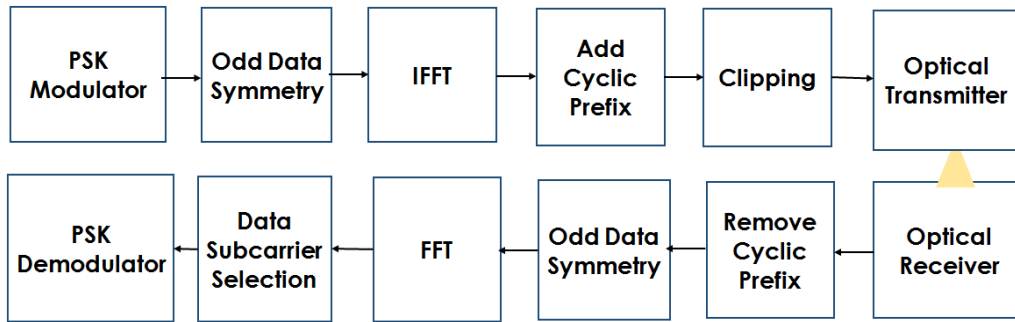 PSK
Modulator
Odd Data
Symmetry
IFFT
Add
Cyclic
Prefix
Clipping
Optical
Transmitter
PSK
Demodulator
Data
Subcarrier
Selection
FFT
Odd Data
Symmetry
Remove
Cyclic
Prefix
Optical
Receiver